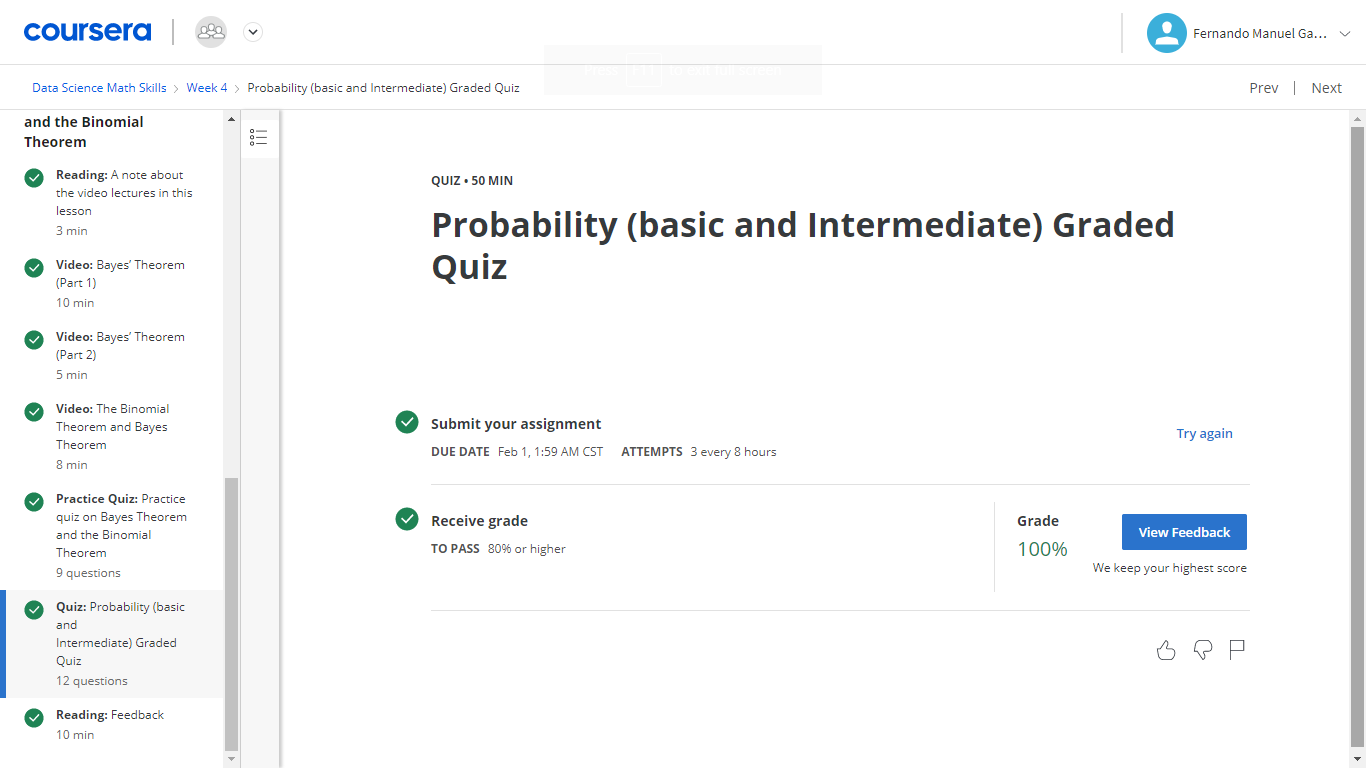 coursera
Fernando Manuel Ga...
Data Science Math Skills > Week 4 > Probability (basic and Intermediate) Graded Quiz
Prev | Next
and the Binomial
Theorem
Reading: A note about
the video lectures in this
lesson
3 min
Video: Bayes’ Theorem
(Part 1)
10 min
Video: Bayes’ Theorem
(Part 2)
5 min
Video: The Binomial
Theorem and Bayes
Theorem
8 min
Practice Quiz: Practice
quiz on Bayes Theorem
and the Binomial
Theorem
9 questions
Quiz: Probability (basic
and
Intermediate) Graded
Quiz
12 questions
Reading: Feedback
10 min
QUIZ • 50 MIN
Probability (basic and Intermediate) Graded
Quiz
Submit your assignment
DUE DATE Feb 1, 1:59 AM CST ATTEMPTS 3 every 8 hours
Try again
Receive grade
TO PASS 80% or higher
Grade
100%
View Feedback
We keep your highest score